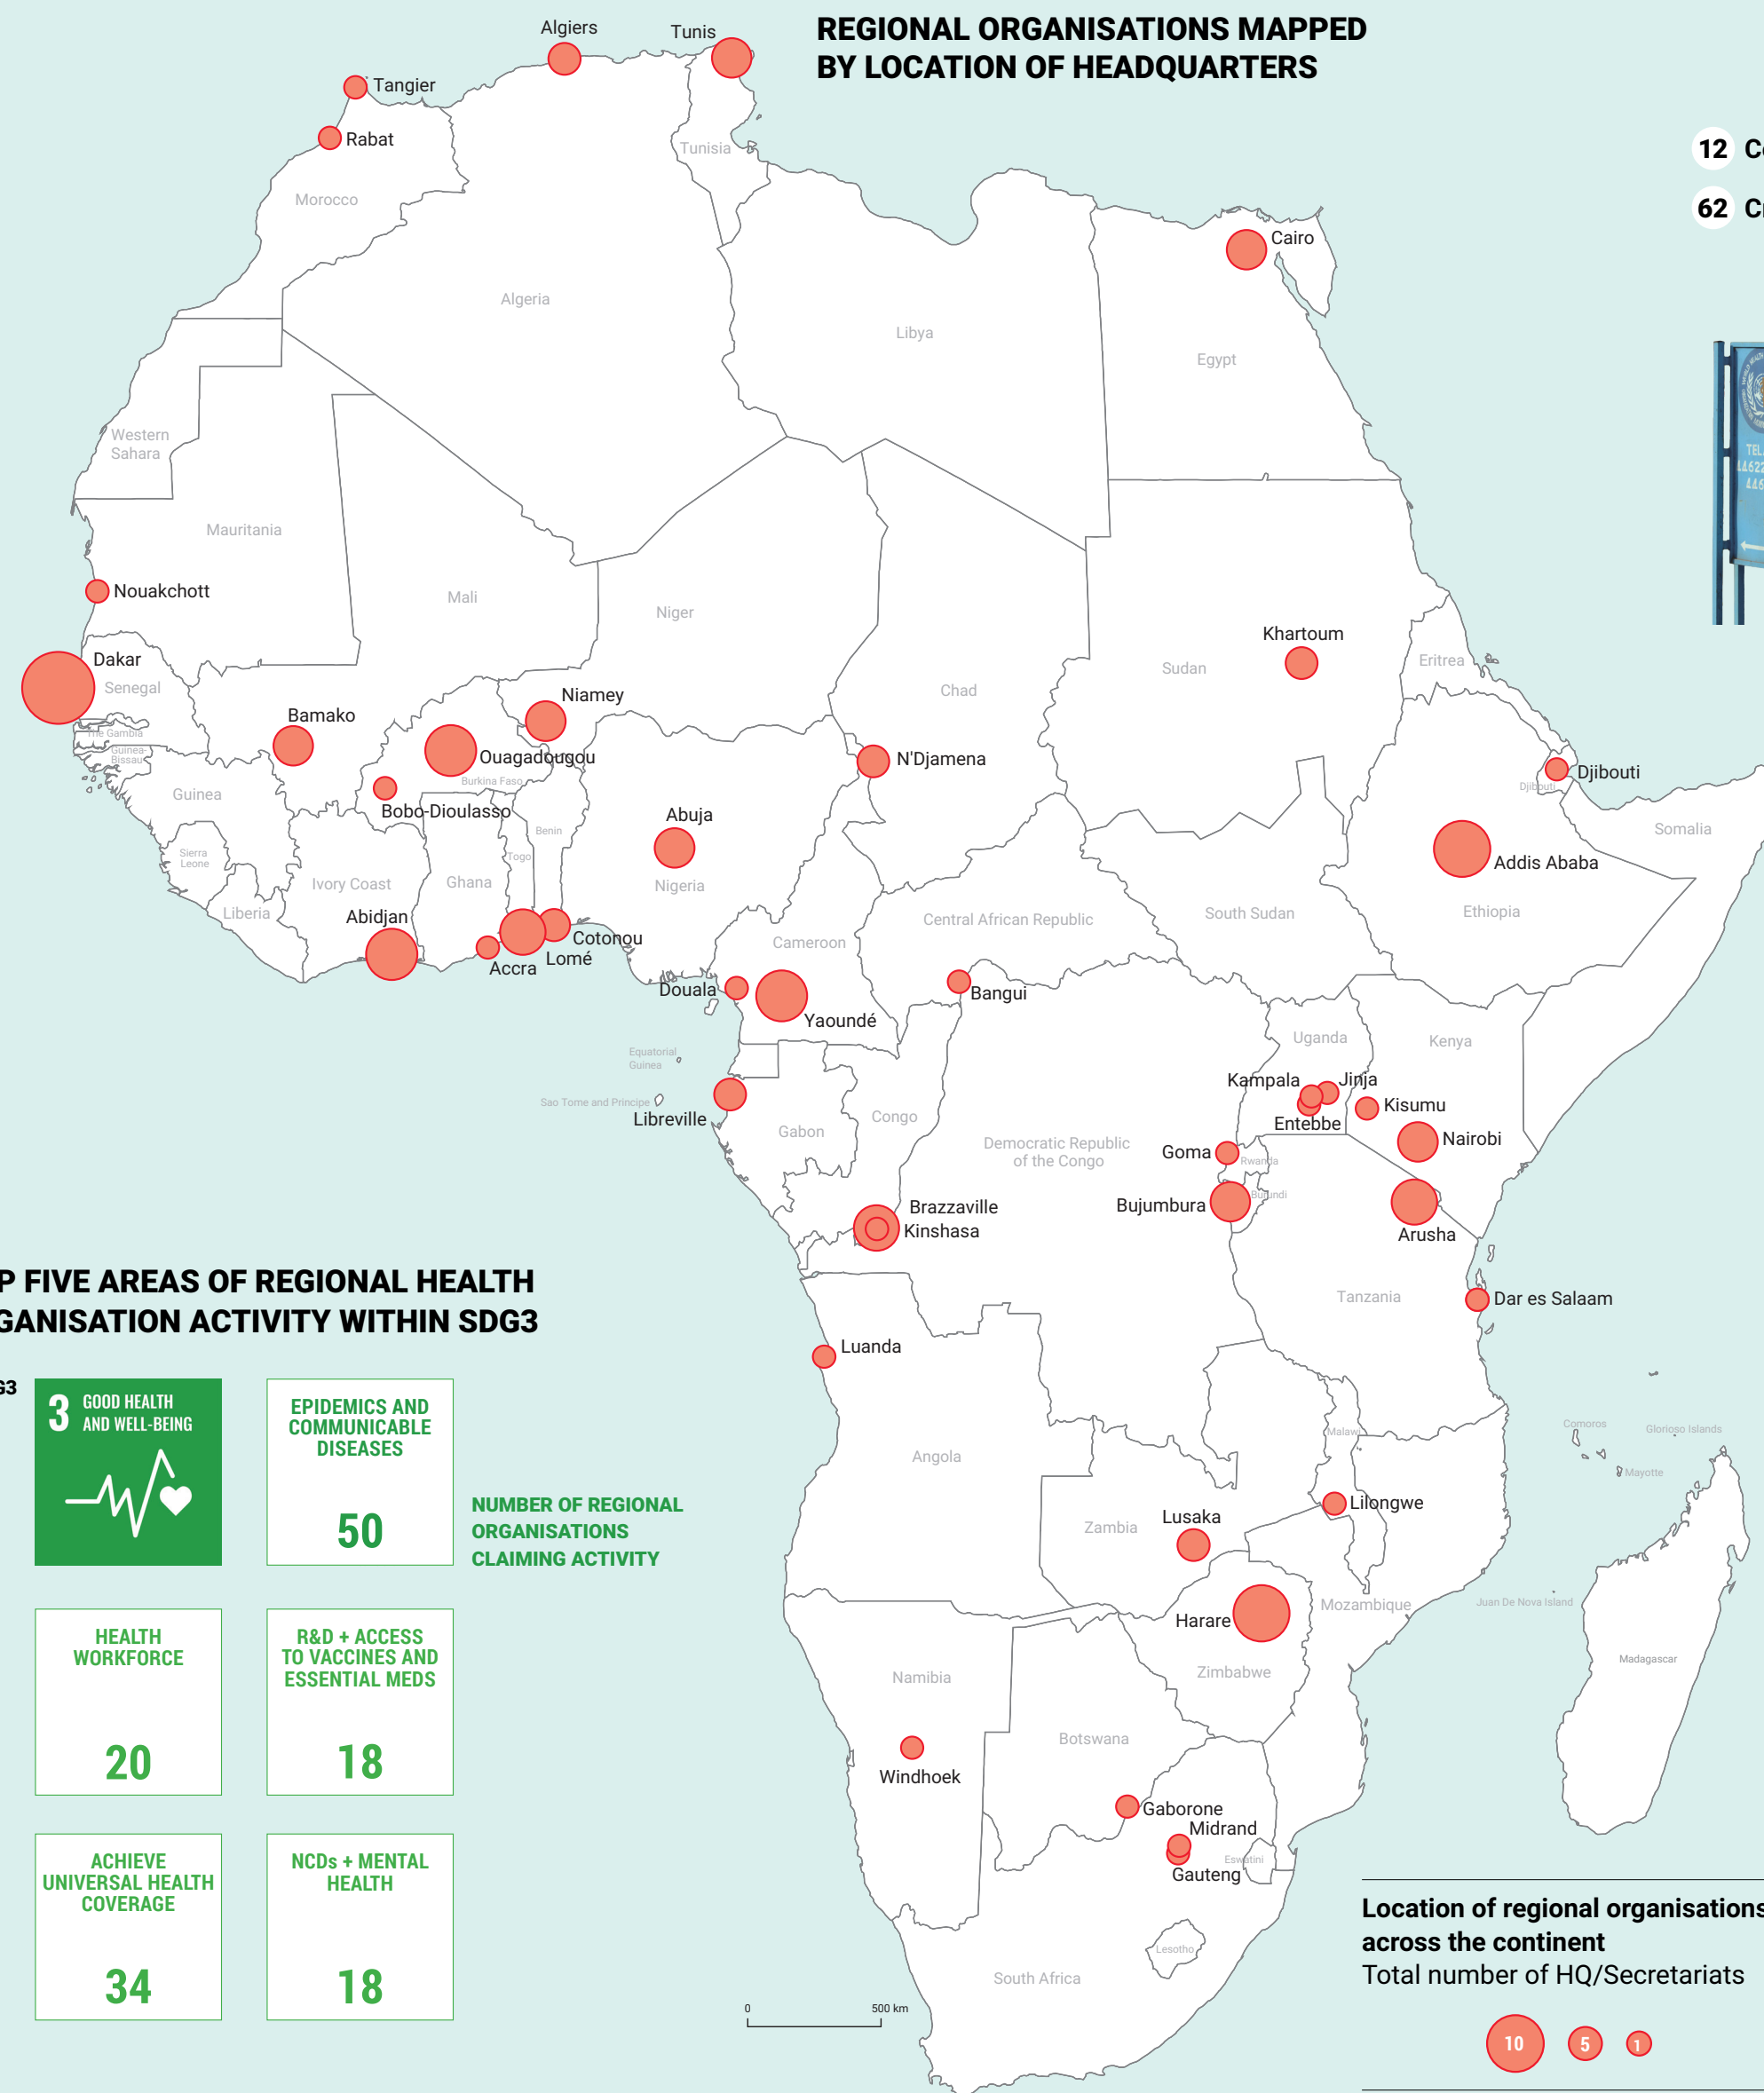 REGIONAL ORGANISATIONS MAPPED
BY LOCATION OF HEADQUARTERS
12
62
TEL.
Algiers
Tunis
Tangier
Rabat
Tunisia
Morocco
Cairo
Algeria
Libya
Egypt
Western
Sahara
Mauritania
Nouakchott
Mali
Niger
Khartoum
Dakar
Senegal
Sudan
Eritrea
Chad
Niamey
Bamako
The Gambia
Guinea-
Bissau
Ouagadougou
N'Djamena
Djibouti
Djibouti
Burkina Faso
Guinea
Bobo-Dioulasso
Abuja
Benin
Somalia
Sierra
Leone
Togo
Addis Ababa
Ivory Coast
Ghana
Nigeria
Liberia
Abidjan
Central African Republic
South Sudan
Ethiopia
Cotonou
Cameroon
Lomé
Accra
Douala
Bangui
Yaoundé
Uganda
Kenya
Equatorial
Guinea
Kampala
Jinja
Sao Tome and Principe
Kisumu
Libreville
Congo
Entebbe
Gabon
Democratic Republic
of the Congo
Nairobi
Goma
Rwanda
Burundi
Bujumbura
Brazzaville
Kinshasa
Arusha
Tanzania
Dar es Salaam
Luanda
Comoros
Glorioso Islands
Malawi
Angola
Mayotte
Lilongwe
Lusaka
Zambia
Juan De Nova Island
Mozambique
Harare
Madagascar
Zimbabwe
Namibia
Botswana
Windhoek
Gaborone
Midrand
Eswatini
Gauteng
Lesotho
South Africa
0 500 km
P FIVE AREAS OF REGIONAL HEALTH
GANISATION ACTIVITY WITHIN SDG3
G3
3 GOOD HEALTH
AND WELL-BEING
EPIDEMICS AND
COMMUNICABLE
DISEASES
50
NUMBER OF REGIONAL
ORGANISATIONS
CLAIMING ACTIVITY
HEALTH
WORKFORCE
20
R&D + ACCESS
TO VACCINES AND
ESSENTIAL MEDS
18
ACHIEVE
UNIVERSAL HEALTH
COVERAGE
34
NCDs + MENTAL
HEALTH
18
Location of regional organisations
across the continent
Total number of HQ/Secretariats
10 5 1